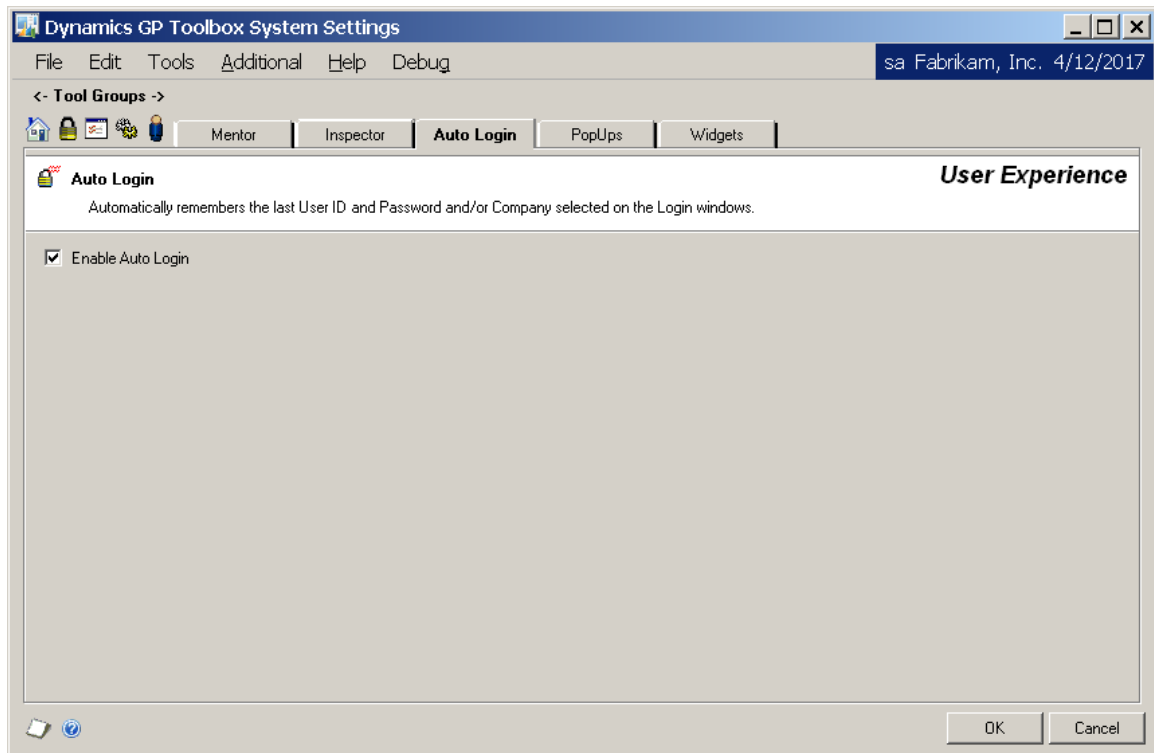 Dynamics GP Toolbox System Settings
File Edit Tools Additional Help Debug sa Fabrikam, Inc. 4/12/2017
<- Tool Groups ->
Mentor Inspector Auto Login PopUps Widgets
Auto Login User Experience
Automatically remembers the last User ID and Password and/or Company selected on the Login windows.
Enable Auto Login
OK Cancel